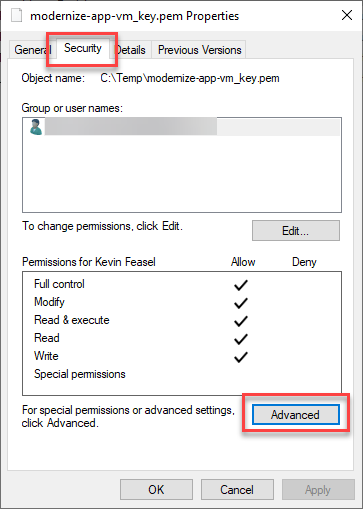 modernize-app-vm_key.pem Properties
General Security Details Previous Versions
Object name: C:\Temp\modernize-app-vm_key.pem
Group or user names:
To change permissions, click Edit.
Edit...
Permissions for Kevin Feasel Allow Deny
Full control
Modify
Read & execute
Read
Write
Special permissions
For special permissions or advanced settings,
click Advanced.
Advanced
OK Cancel Apply